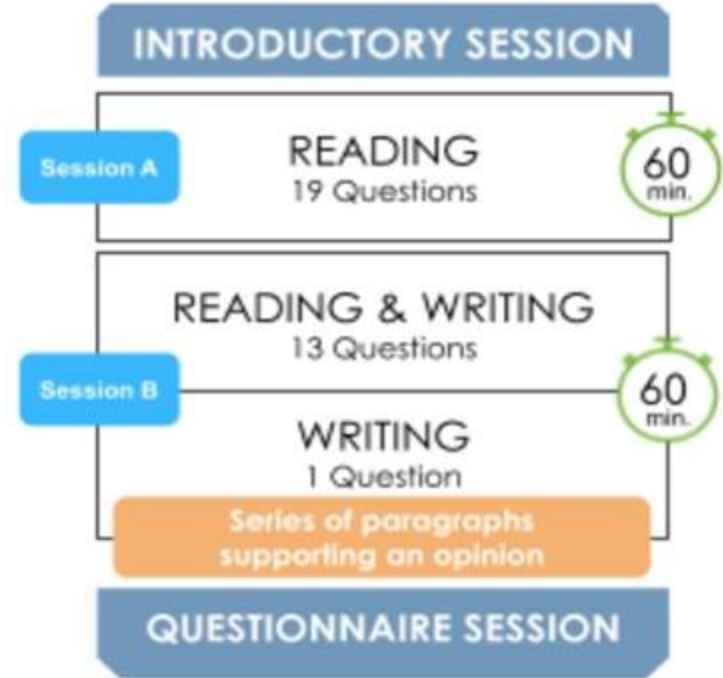 INTRODUCTORY SESSION
Session A
READING
19 Questions
60
min.
READING & WRITING
13 Questions
Session B
60
min.
WRITING
1 Question
Series of paragraphs
supporting an opinion
QUESTIONNAIRE SESSION